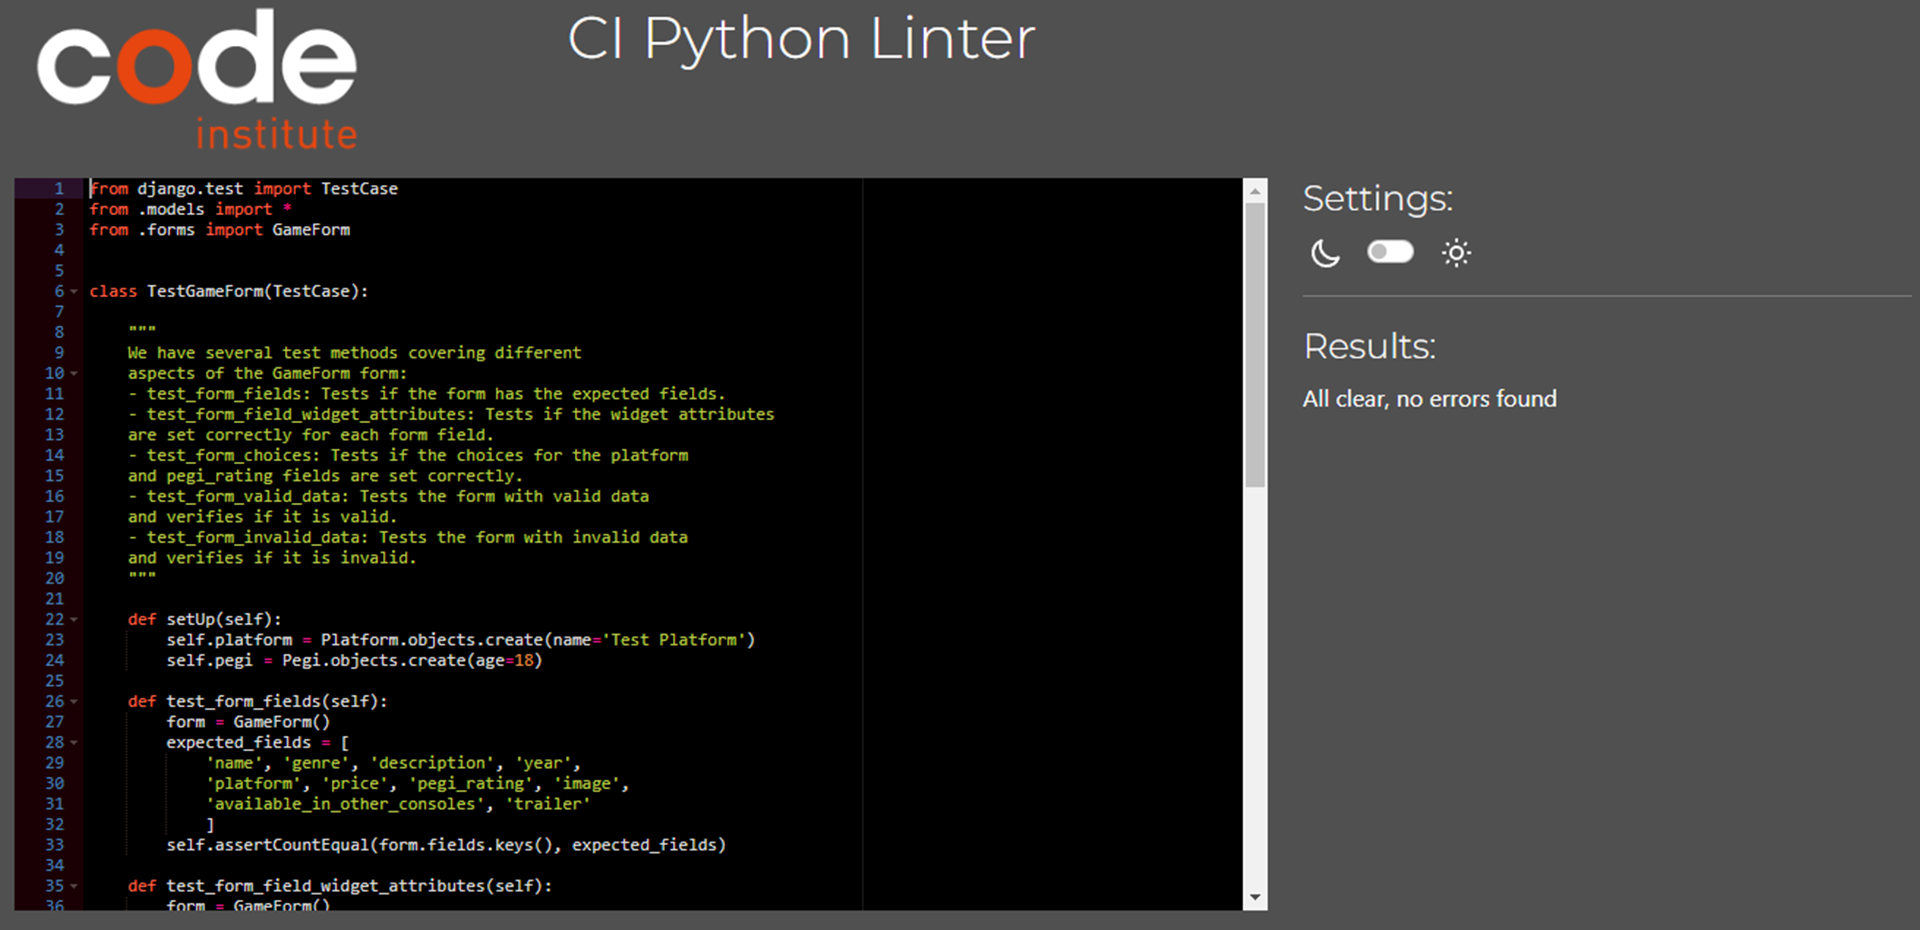 code
institute
CI Python Linter
1 from django.test import TestCase
2 from .models import *
3 from .forms import GameForm
4
5
6 class TestGameForm(TestCase):
7
8     """
9     We have several test methods covering different
10     aspects of the GameForm form:
11     - test_form_fields: Tests if the form has the expected fields.
12     - test_form_field_widget_attributes: Tests if the widget attributes
13     are set correctly for each form field.
14     - test_form_choices: Tests if the choices for the platform
15     and pegi_rating fields are set correctly.
16     - test_form_valid_data: Tests the form with valid data
17     and verifies if it is valid.
18     - test_form_invalid_data: Tests the form with invalid data
19     and verifies if it is invalid.
20     """
21
22     def setUp(self):
23         self.platform = Platform.objects.create(name='Test Platform')
24         self.pegi = Pegi.objects.create(age=18)
25
26     def test_form_fields(self):
27         form = GameForm()
28         expected_fields = [
29             'name', 'genre', 'description', 'year',
30             'platform', 'price', 'pegi_rating', 'image',
31             'available_in_other_consoles', 'trailer'
32             ]
33         self.assertCountEqual(form.fields.keys(), expected_fields)
34
35     def test_form_field_widget_attributes(self):
36         form = GameForm()
Settings:
Results:
All clear, no errors found